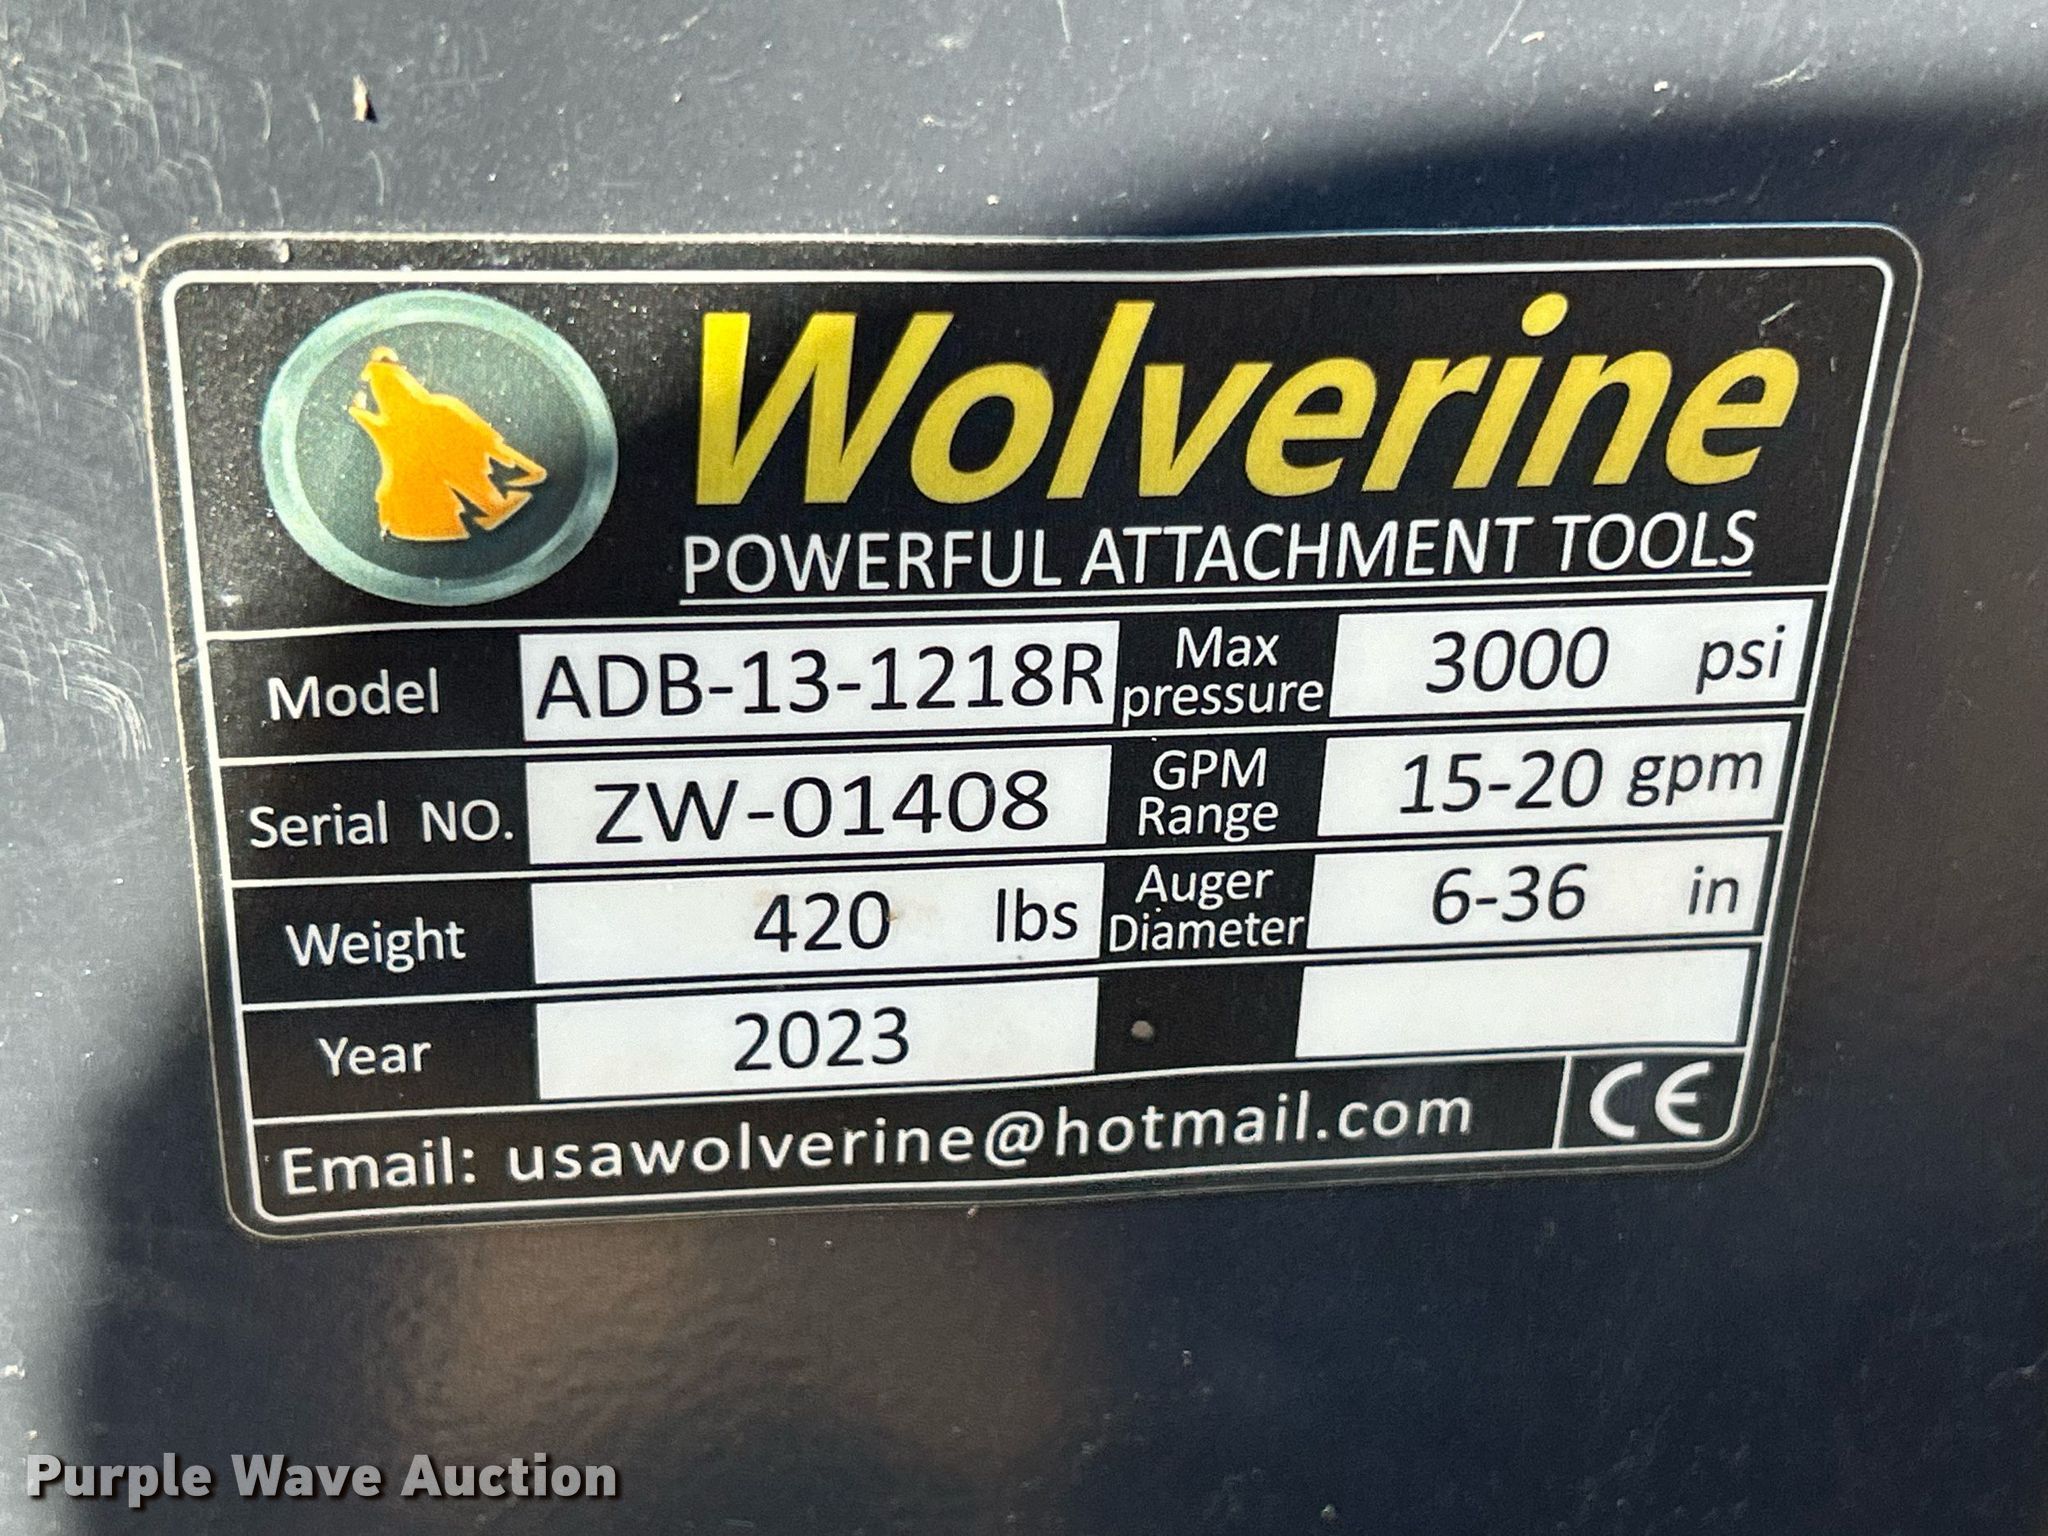 Wolverine
POWERFUL ATTACHMENT TOOLS
Model ADB-13-1218R Max pressure 3000 psi
Serial NO. ZW-01408 GPM Range 15-20 gpm
Weight 420 lbs Auger Diameter 6-36 in
Year 2023
Email: usawolverine@hotmail.com CE
Purple Wave Auction